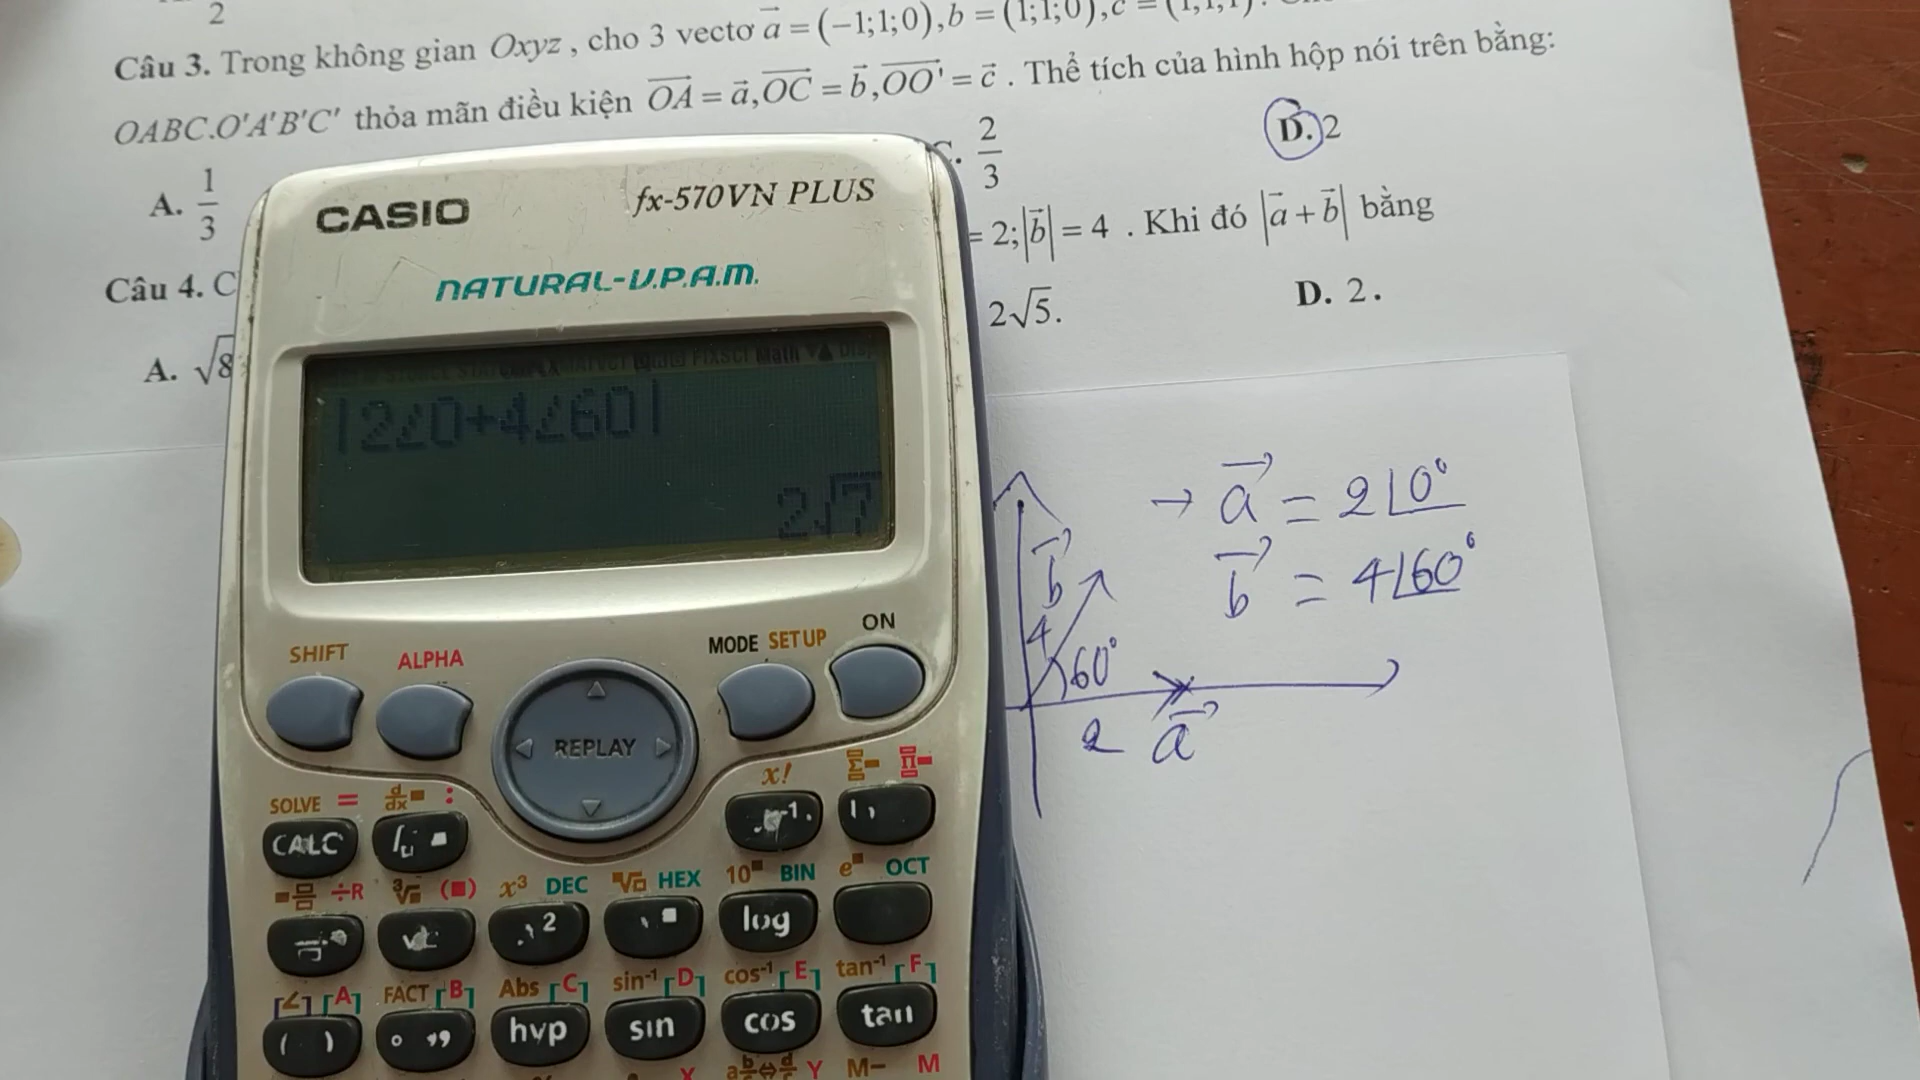 2
Câu 3. Trong không gian Oxyz, cho 3 vectơ a⃗ = (−1;1;0), b = (1;1;0), c = (1;1;1).
OABC.O'A'B'C' thỏa mãn điều kiện OA⃗ = a⃗, OC⃗ = b⃗, OO'⃗ = c⃗. Thể tích của hình hộp nói trên bằng:
A. 1/3 C. 2/3 D. 2
Câu 4. C = 2; |b⃗| = 4. Khi đó |a⃗ + b⃗| bằng
A. √8 2√5. D. 2.
CASIO fx-570VN PLUS
NATURAL-V.P.A.M.
Math ▼▲
|2∠0+4∠60|
2√7
→ a⃗ = 2∠0°
b⃗ = 4∠60°
b⃗
4
60°
2 a⃗
SHIFT ALPHA MODE SETUP ON
REPLAY
SOLVE = d/dx■ : x! Σ■ Π■
CALC
■■/■ ÷R ³√■ (■) x³ DEC ■√■ HEX 10■ BIN e■ OCT
log
[∠] [A] FACT [B] Abs [C] sin⁻¹ [D] cos⁻¹ [E] tan⁻¹ [F]
( ) ° ,,, hyp sin cos tan
X a b/c⇔d/c Y M− M